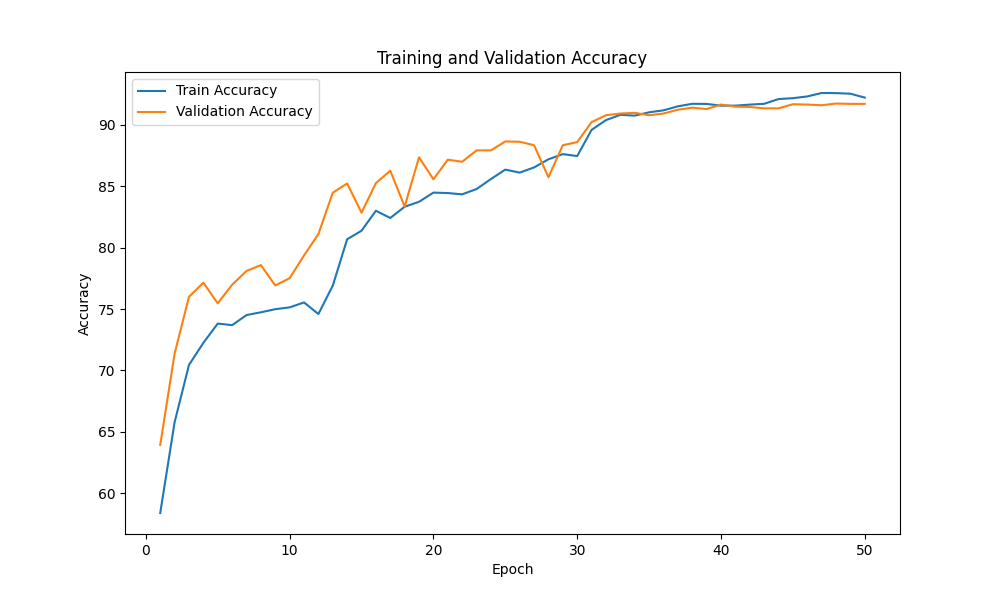 Training and Validation Accuracy
Train Accuracy
Validation Accuracy
90
85
80
75
70
65
60
Accuracy
0 10 20 30 40 50
Epoch